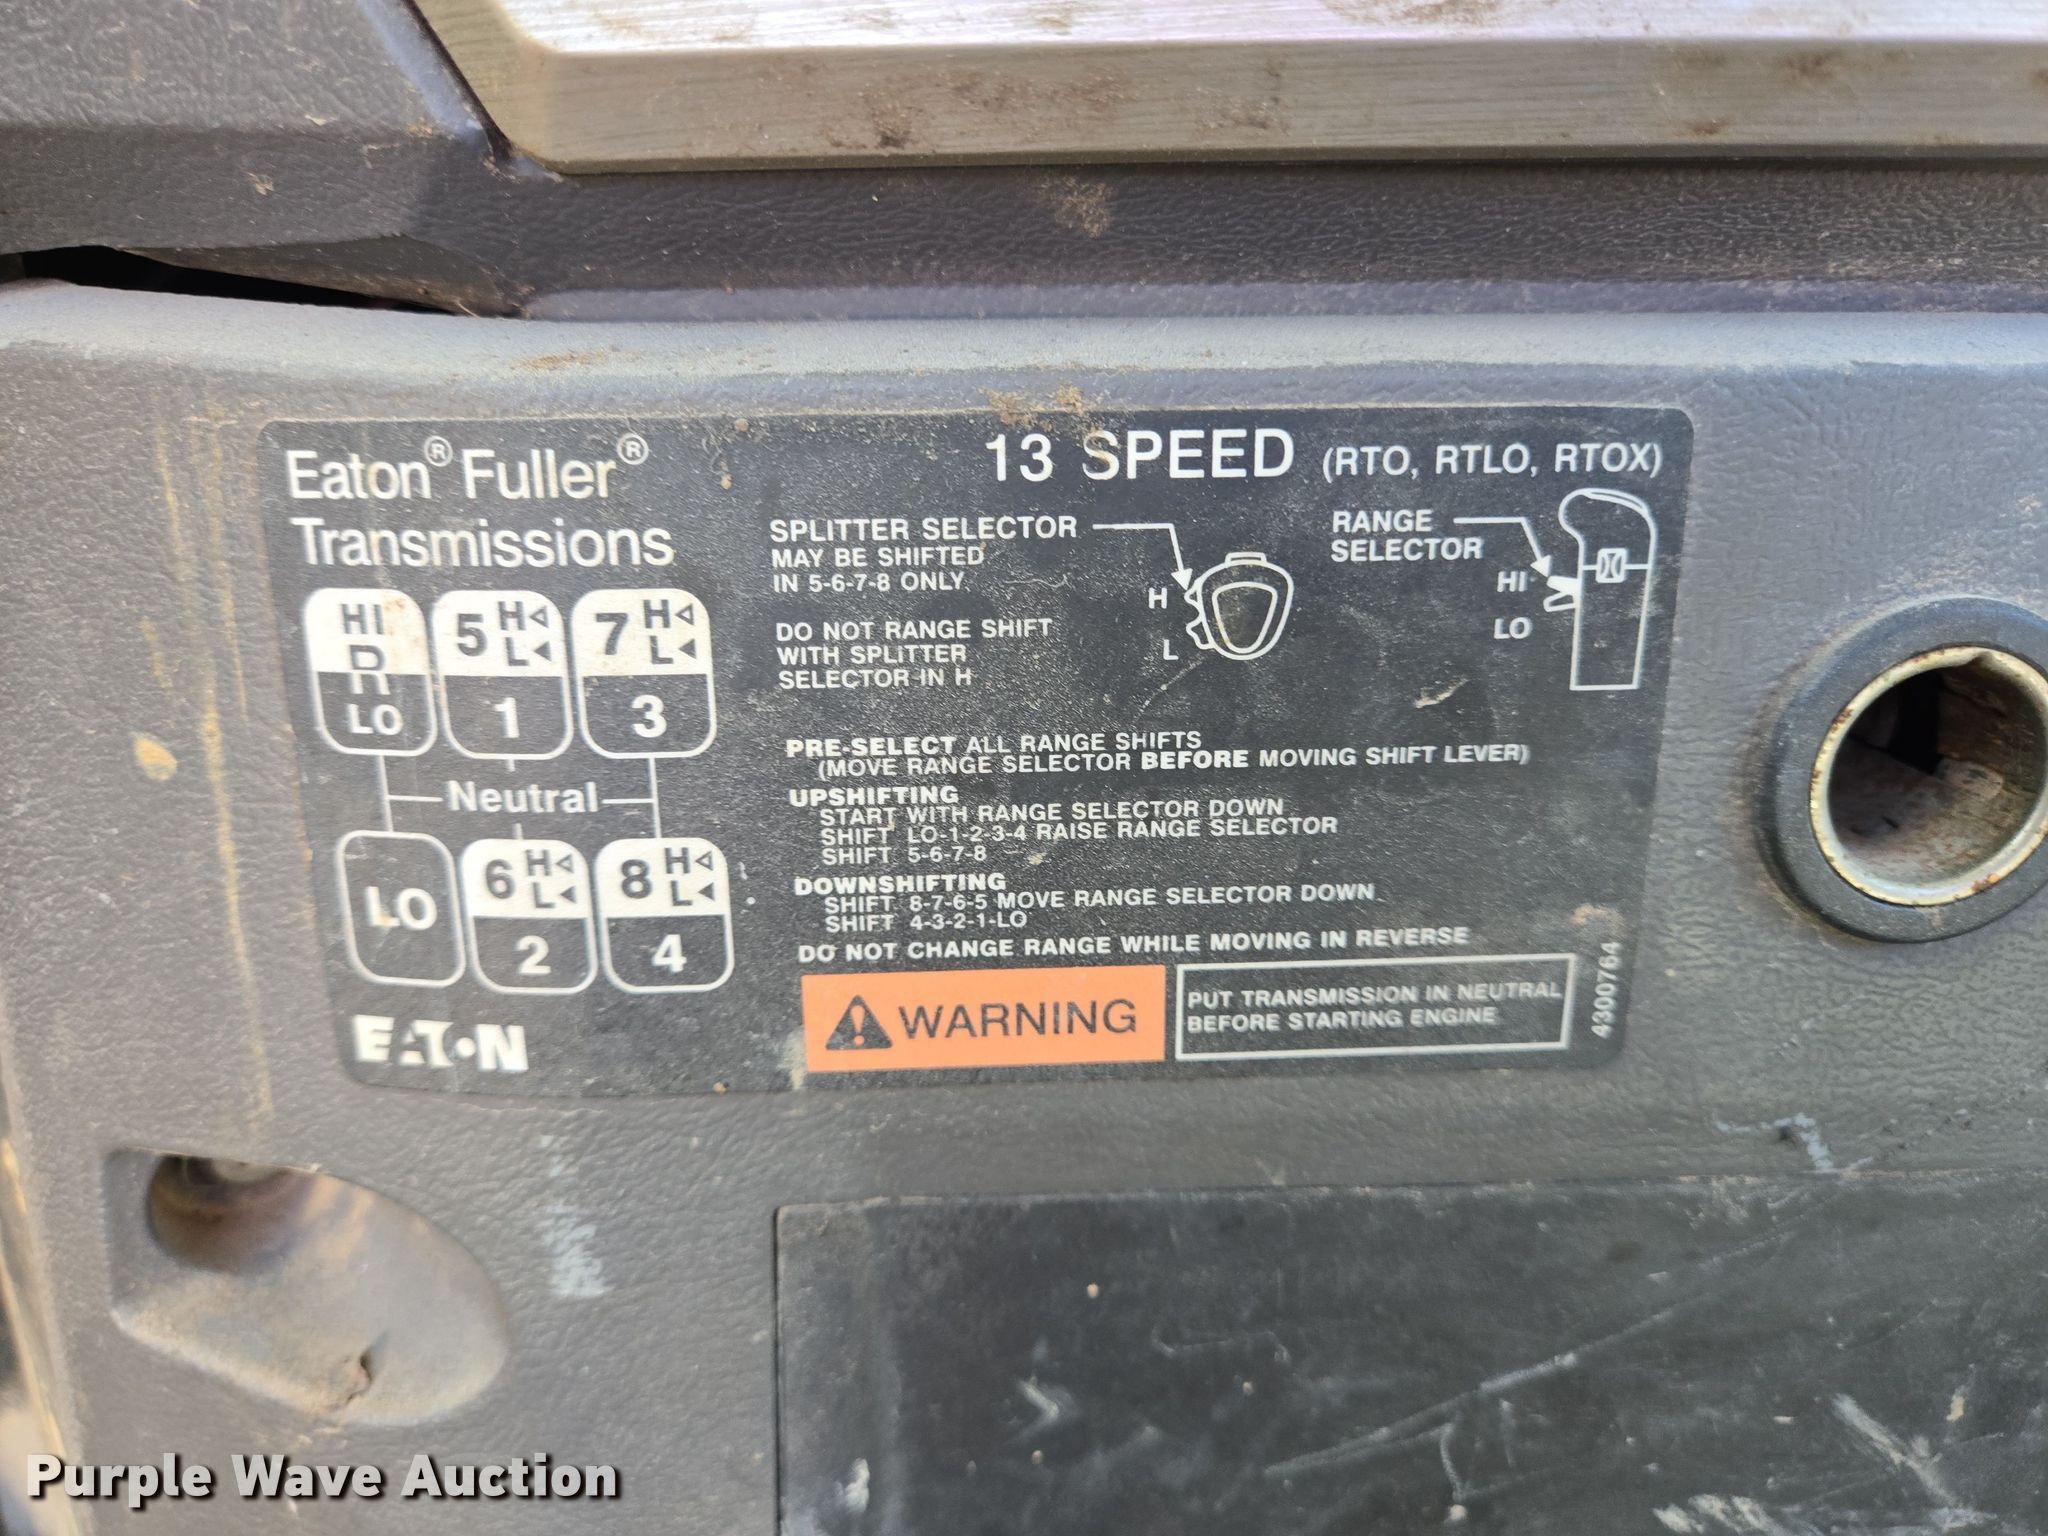 Eaton® Fuller®
Transmissions
13 SPEED (RTO, RTLO, RTOX)
SPLITTER SELECTOR
MAY BE SHIFTED
IN 5-6-7-8 ONLY
H
L
RANGE
SELECTOR
HI
LO
DO NOT RANGE SHIFT
WITH SPLITTER
SELECTOR IN H
HI
R
LO
5 H
L
1
7 H
L
3
Neutral
LO
6 H
L
2
8 H
L
4
PRE-SELECT ALL RANGE SHIFTS
(MOVE RANGE SELECTOR BEFORE MOVING SHIFT LEVER)
UPSHIFTING
START WITH RANGE SELECTOR DOWN
SHIFT LO-1-2-3-4 RAISE RANGE SELECTOR
SHIFT 5-6-7-8
DOWNSHIFTING
SHIFT 8-7-6-5 MOVE RANGE SELECTOR DOWN
SHIFT 4-3-2-1-LO
DO NOT CHANGE RANGE WHILE MOVING IN REVERSE
EATON
WARNING
PUT TRANSMISSION IN NEUTRAL
BEFORE STARTING ENGINE
4300764
Purple Wave Auction